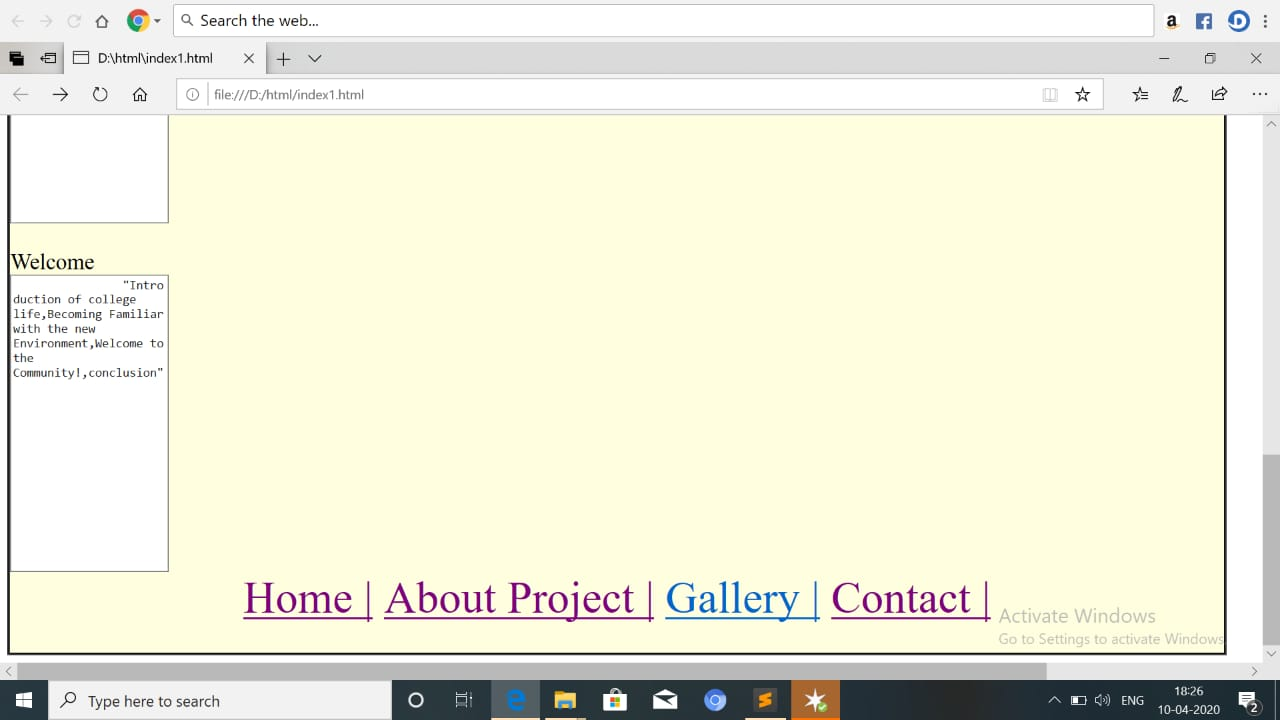 Search the web...
D:\html\index1.html
file:///D:/html/index1.html
Welcome
"Intro
duction of college
life,Becoming Familiar
with the new
Environment,Welcome to
the
Community!,conclusion"
Home | About Project | Gallery | Contact |
Activate Windows
Go to Settings to activate Windows
Type here to search
ENG
18:26
10-04-2020
2